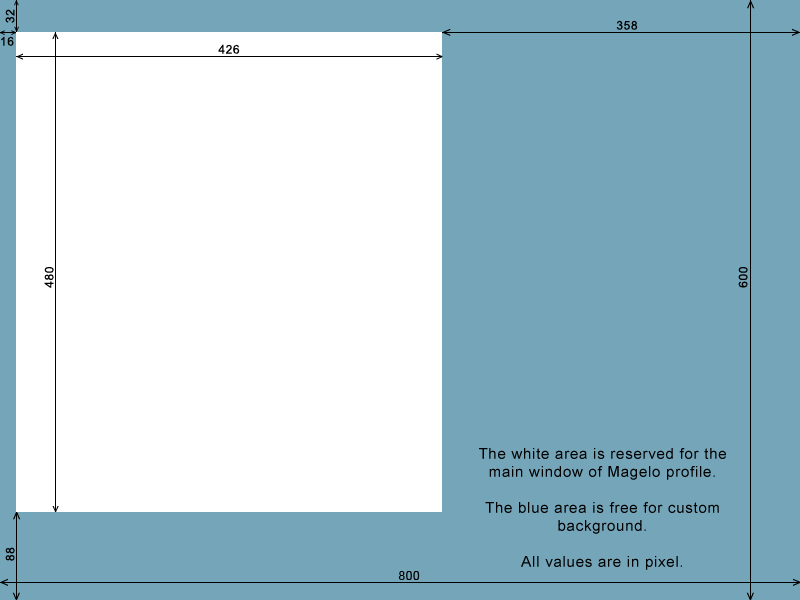 32
16
358
426
480
600
The white area is reserved for the
main window of Magelo profile.
The blue area is free for custom
background.
All values are in pixel.
88
800